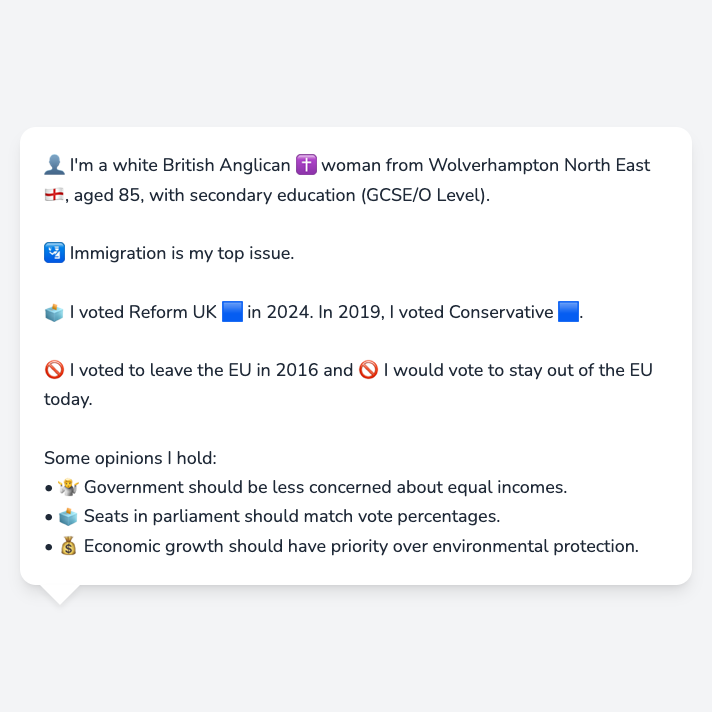 👤 I'm a white British Anglican ✝️ woman from Wolverhampton North East
🏴󠁧󠁢󠁥󠁮󠁧󠁿, aged 85, with secondary education (GCSE/O Level).
🛂 Immigration is my top issue.
🗳️ I voted Reform UK 🟦 in 2024. In 2019, I voted Conservative 🟦.
🚫 I voted to leave the EU in 2016 and 🚫 I would vote to stay out of the EU
today.
Some opinions I hold:
• 🤷 Government should be less concerned about equal incomes.
• 🗳️ Seats in parliament should match vote percentages.
• 💰 Economic growth should have priority over environmental protection.